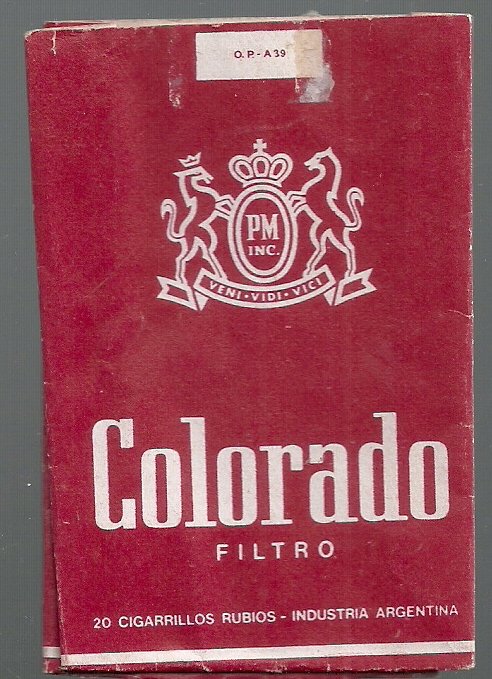 O.P.-A39
PM
INC.
VENI·VIDI·VICI
Colorado
FILTRO
20 CIGARRILLOS RUBIOS - INDUSTRIA ARGENTINA